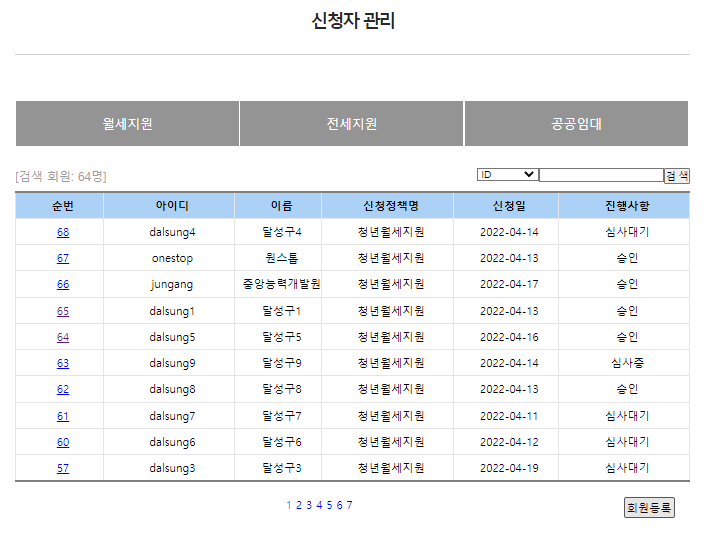 신청자 관리
월세지원 전세지원 공공임대
[검색 회원: 64명] ID 검 색
순번 아이디 이름 신청정책명 신청일 진행사항
68 dalsung4 달성구4 청년월세지원 2022-04-14 심사대기
67 onestop 원스톱 청년월세지원 2022-04-13 승인
66 jungang 중앙능력개발원 청년월세지원 2022-04-17 승인
65 dalsung1 달성구1 청년월세지원 2022-04-13 승인
64 dalsung5 달성구5 청년월세지원 2022-04-16 승인
63 dalsung9 달성구9 청년월세지원 2022-04-14 심사중
62 dalsung8 달성구8 청년월세지원 2022-04-13 승인
61 dalsung7 달성구7 청년월세지원 2022-04-11 심사대기
60 dalsung6 달성구6 청년월세지원 2022-04-12 심사대기
57 dalsung3 달성구3 청년월세지원 2022-04-19 심사대기
1 2 3 4 5 6 7 회원등록